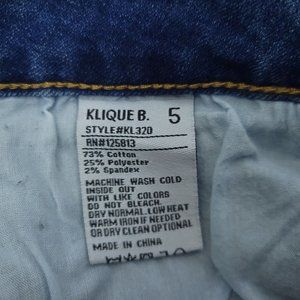 KLIQUE B. 5
STYLE#KL320
RN#125813
73% Cotton
25% Polyester
2% Spandex
MACHINE WASH COLD
INSIDE OUT
WITH LIKE COLORS
DO NOT BLEACH.
DRY NORMAL, LOW HEAT
WARM IRON IF NEEDED
OR DRY CLEAN OPTIONAL
MADE IN CHINA